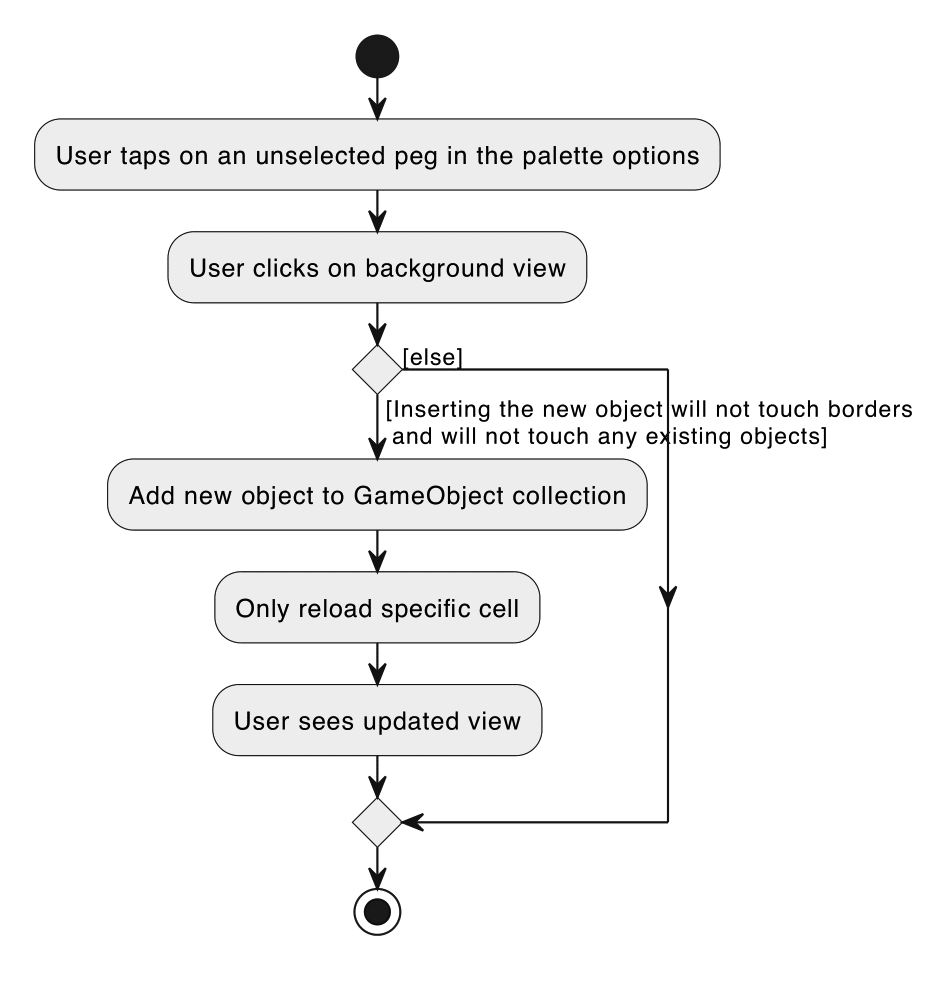 User taps on an unselected peg in the palette options
User clicks on background view
[else]
[Inserting the new object will not touch borders
and will not touch any existing objects]
Add new object to GameObject collection
Only reload specific cell
User sees updated view